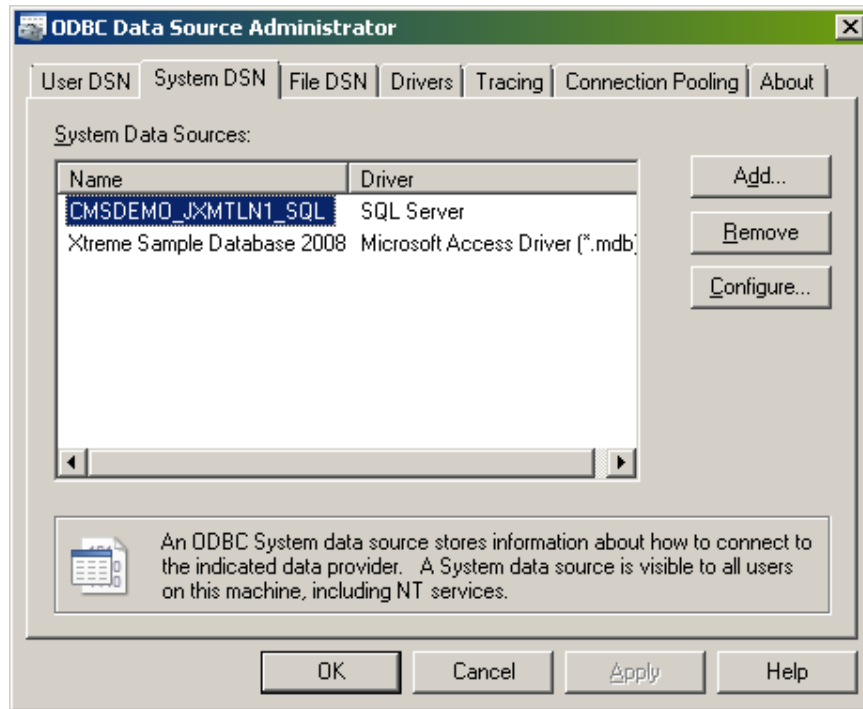 ODBC Data Source Administrator
User DSN System DSN File DSN Drivers Tracing Connection Pooling About
System Data Sources:
Name Driver
CMSDEMO_JXMTLN1_SQL SQL Server
Xtreme Sample Database 2008 Microsoft Access Driver (*.mdb)
Add...
Remove
Configure...
An ODBC System data source stores information about how to connect to
the indicated data provider. A System data source is visible to all users
on this machine, including NT services.
OK Cancel Apply Help